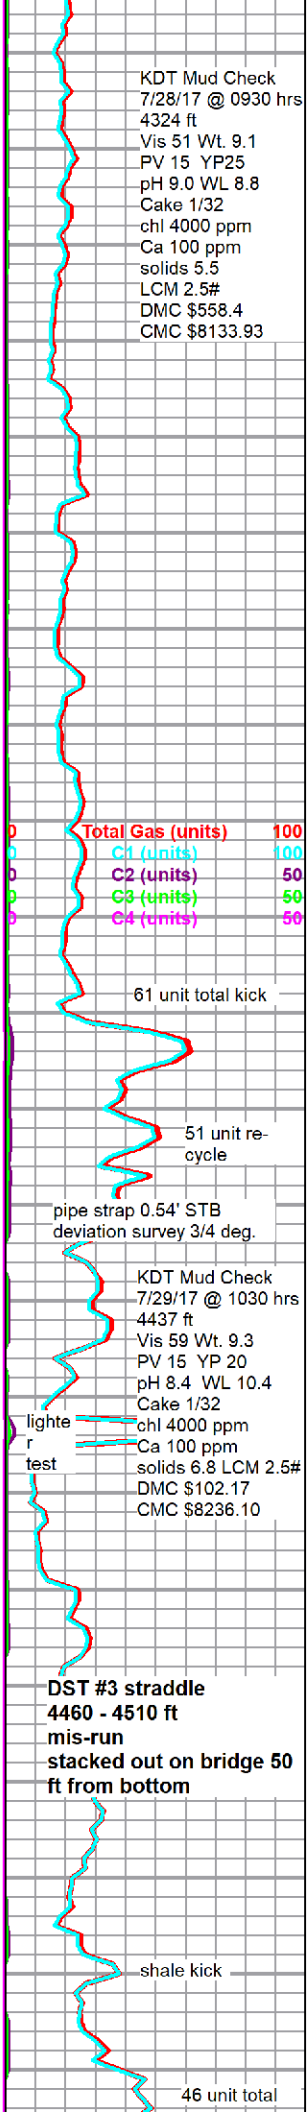 KDT Mud Check
7/28/17 @ 0930 hrs
4324 ft
Vis 51 Wt. 9.1
PV 15 YP25
pH 9.0 WL 8.8
Cake 1/32
chl 4000 ppm
Ca 100 ppm
solids 5.5
LCM 2.5#
DMC $558.4
CMC $8133.93
0 Total Gas (units) 100
0 C1 (units) 100
0 C2 (units) 50
0 C3 (units) 50
0 C4 (units) 50
61 unit total kick
51 unit re-
cycle
pipe strap 0.54' STB
deviation survey 3/4 deg.
KDT Mud Check
7/29/17 @ 1030 hrs
4437 ft
Vis 59 Wt. 9.3
PV 15 YP 20
pH 8.4 WL 10.4
Cake 1/32
chl 4000 ppm
Ca 100 ppm
solids 6.8 LCM 2.5#
DMC $102.17
CMC $8236.10
lighte
r
test
DST #3 straddle
4460 - 4510 ft
mis-run
stacked out on bridge 50
ft from bottom
shale kick
46 unit total